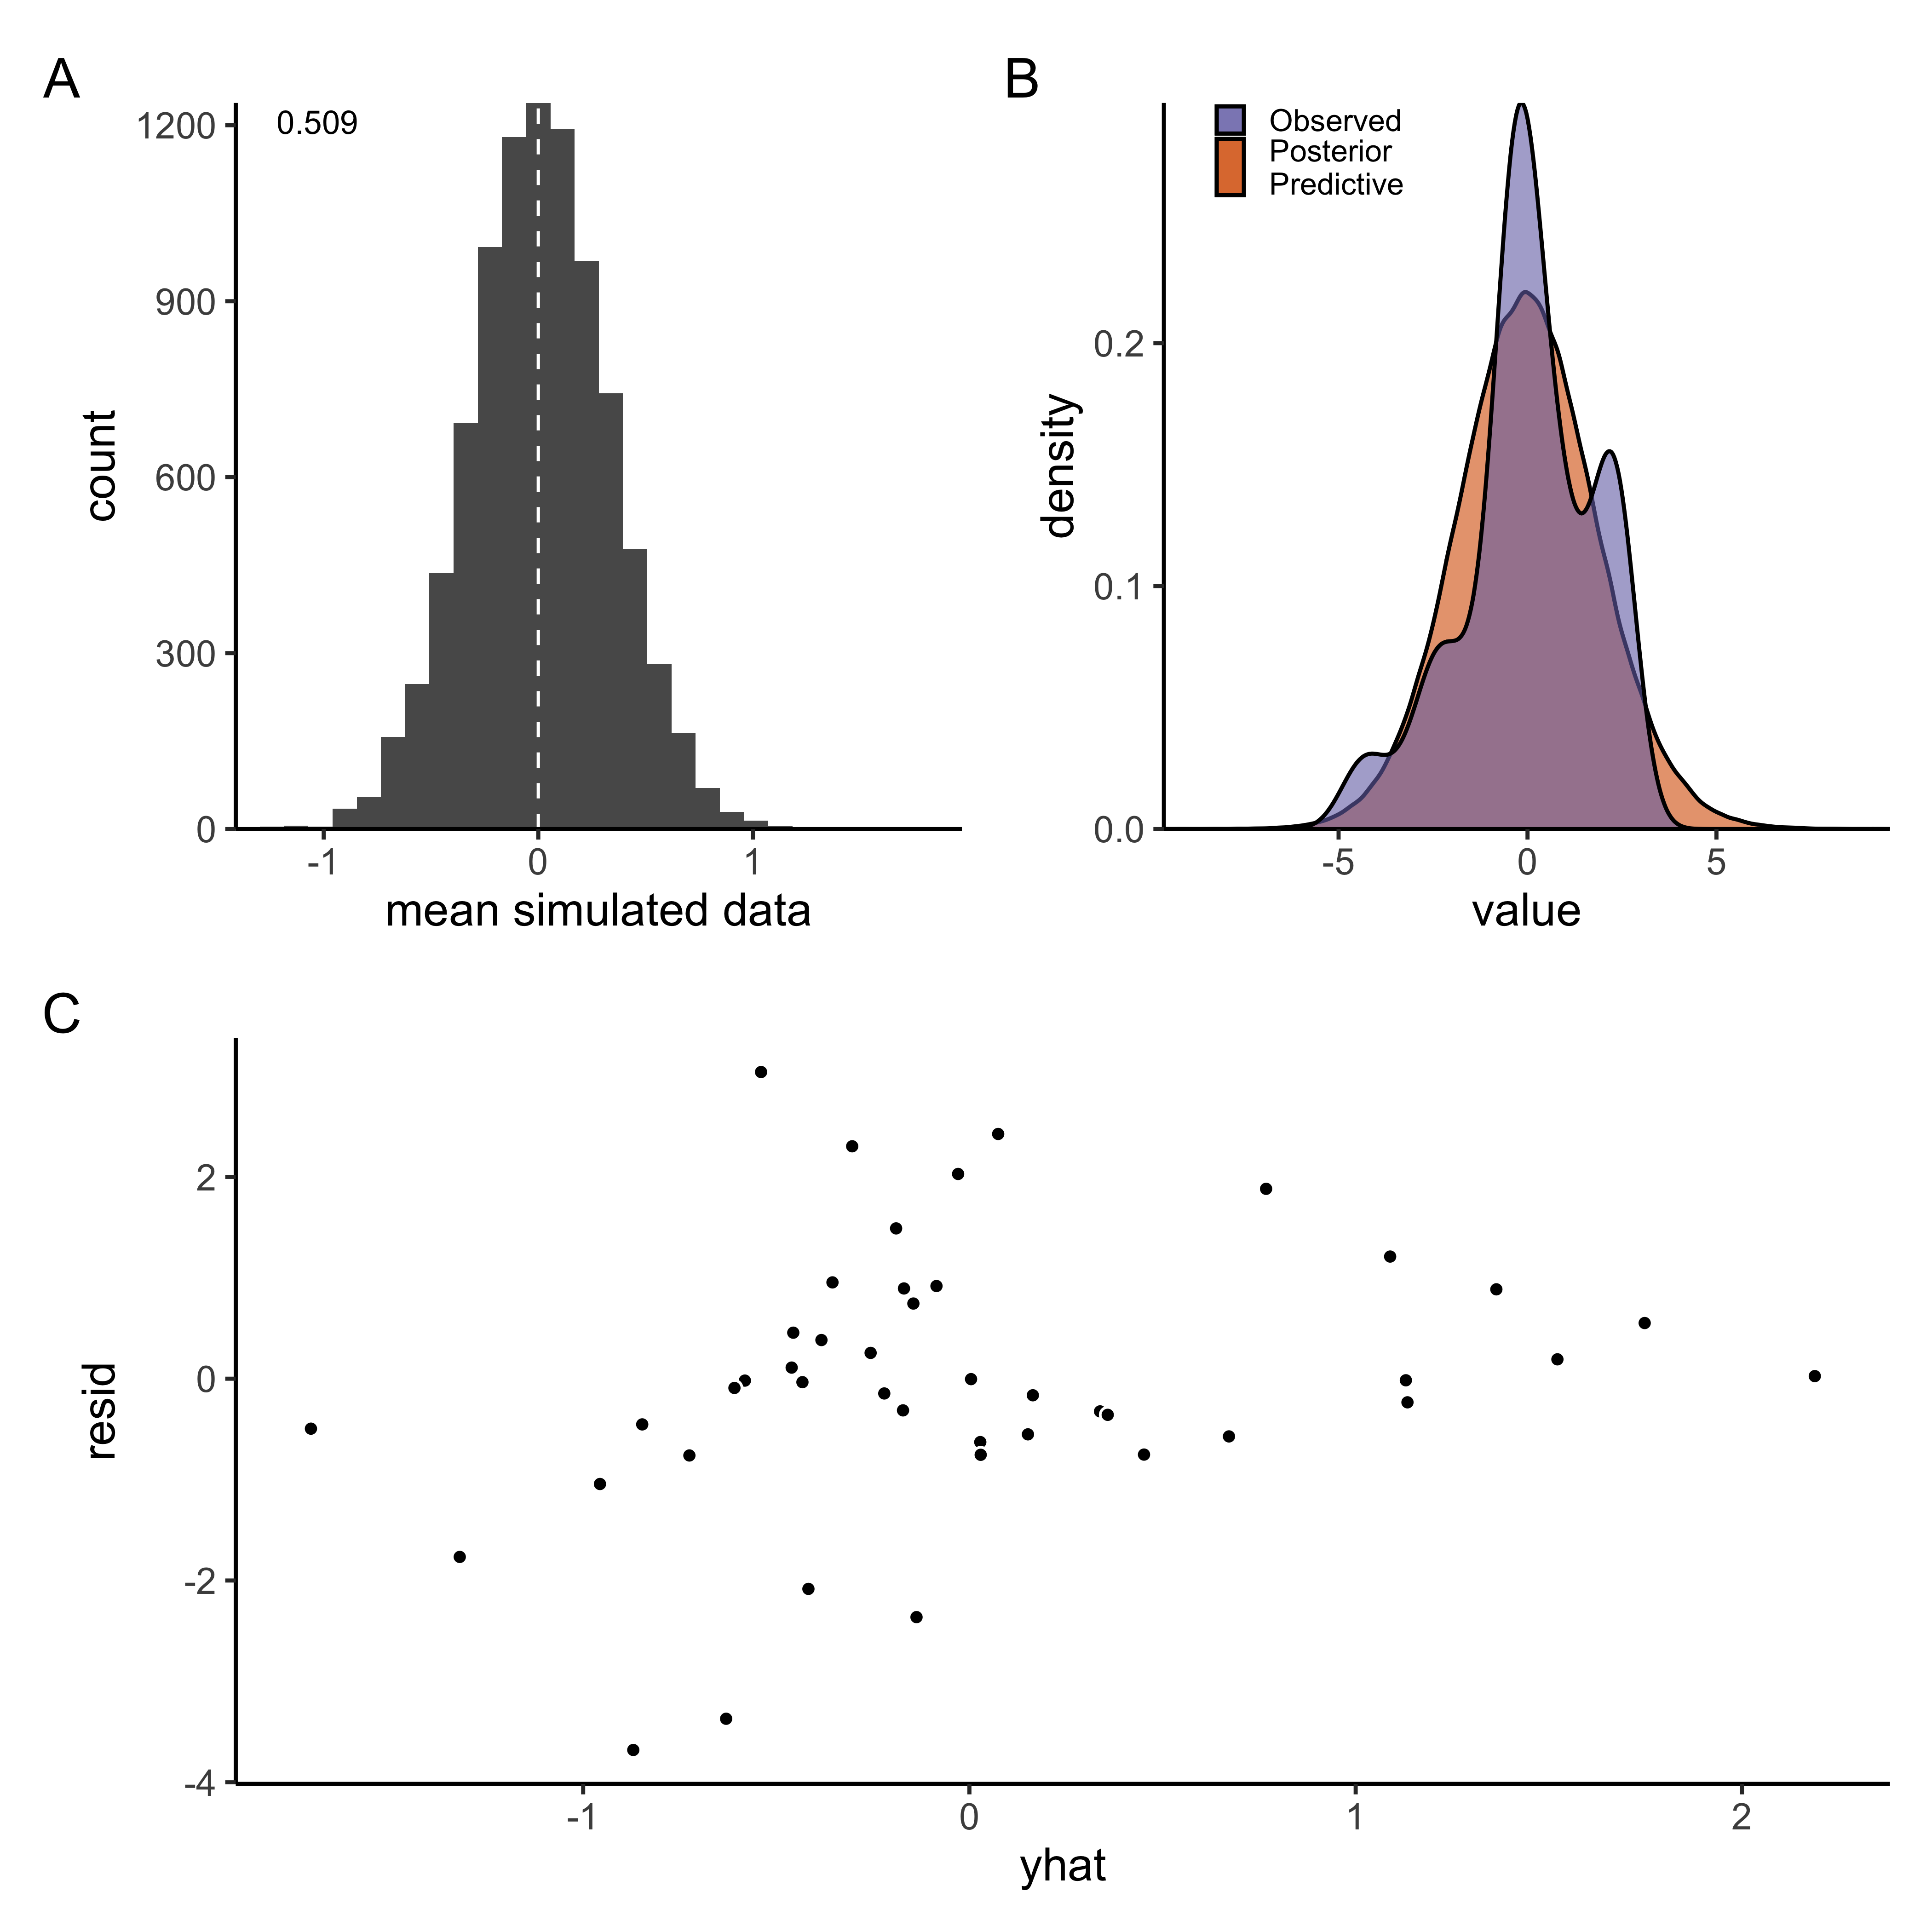 A
0.509
1200
900
600
300
0
count
-1
0
1
mean simulated data
B
Observed
Posterior
Predictive
0.2
0.1
0.0
density
-5
0
5
value
C
2
0
-2
-4
resid
-1
0
1
2
yhat